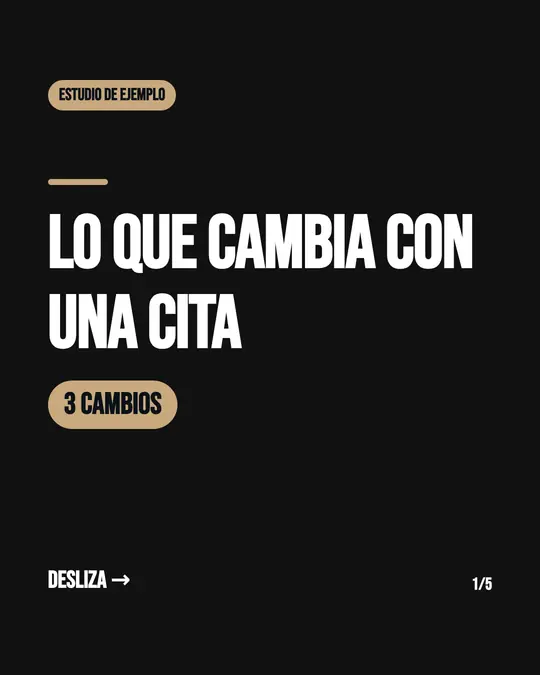 ESTUDIO DE EJEMPLO
LO QUE CAMBIA CON
UNA CITA
3 CAMBIOS
DESLIZA →
1/5